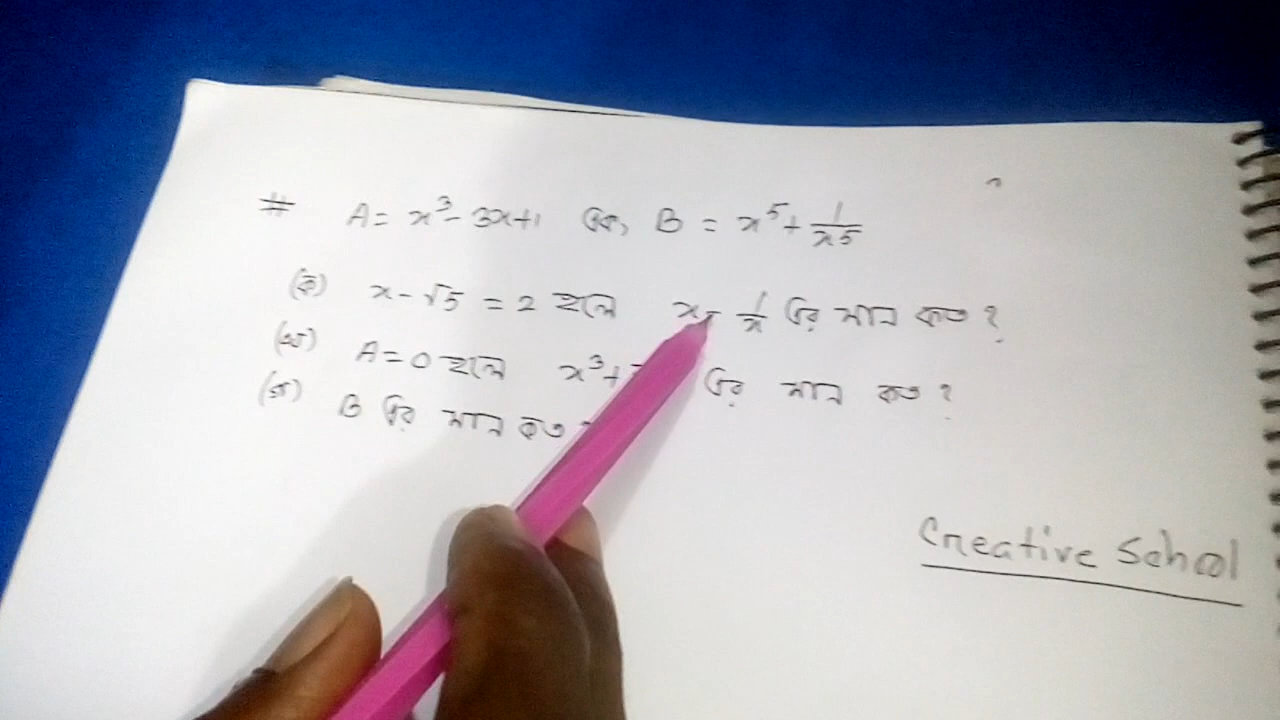 # A = x³ - 3x + 1 এবং B = x⁵ + 1/x⁵
(ক) x - √5 = 2 হলে x - 1/x এর মান কত ?
(খ) A = 0 হলে x³ + এর মান কত ?
(গ) B এর মান কত ?
Creative School